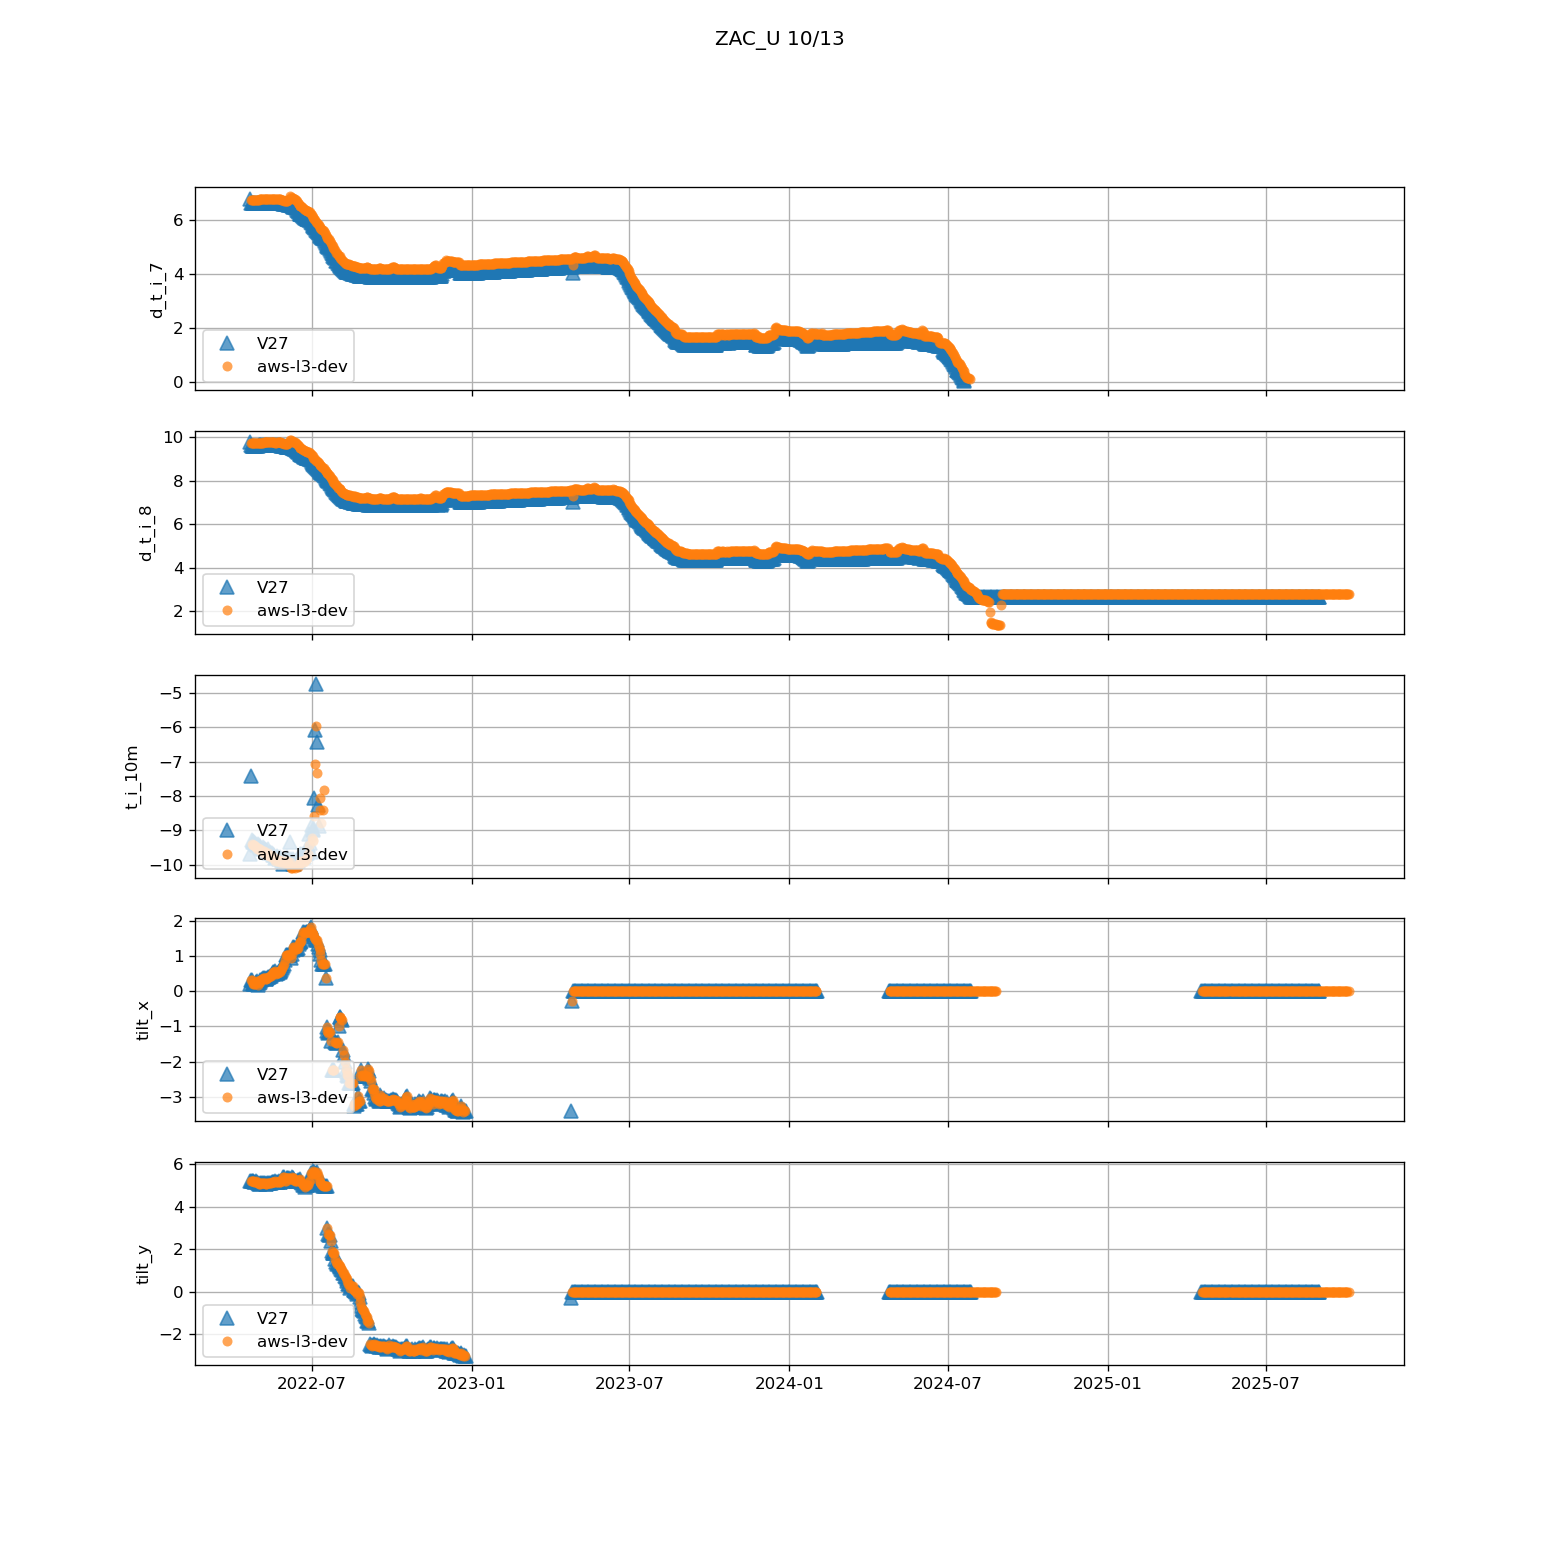 ZAC_U 10/13
6
4
2
0
d_t_i_7
V27
aws-l3-dev
10
8
6
4
2
d_t_i_8
V27
aws-l3-dev
−5
−6
−7
−8
−9
−10
t_i_10m
V27
aws-l3-dev
2
1
0
−1
−2
−3
tilt_x
V27
aws-l3-dev
6
4
2
0
−2
tilt_y
V27
aws-l3-dev
2022-07 2023-01 2023-07 2024-01 2024-07 2025-01 2025-07